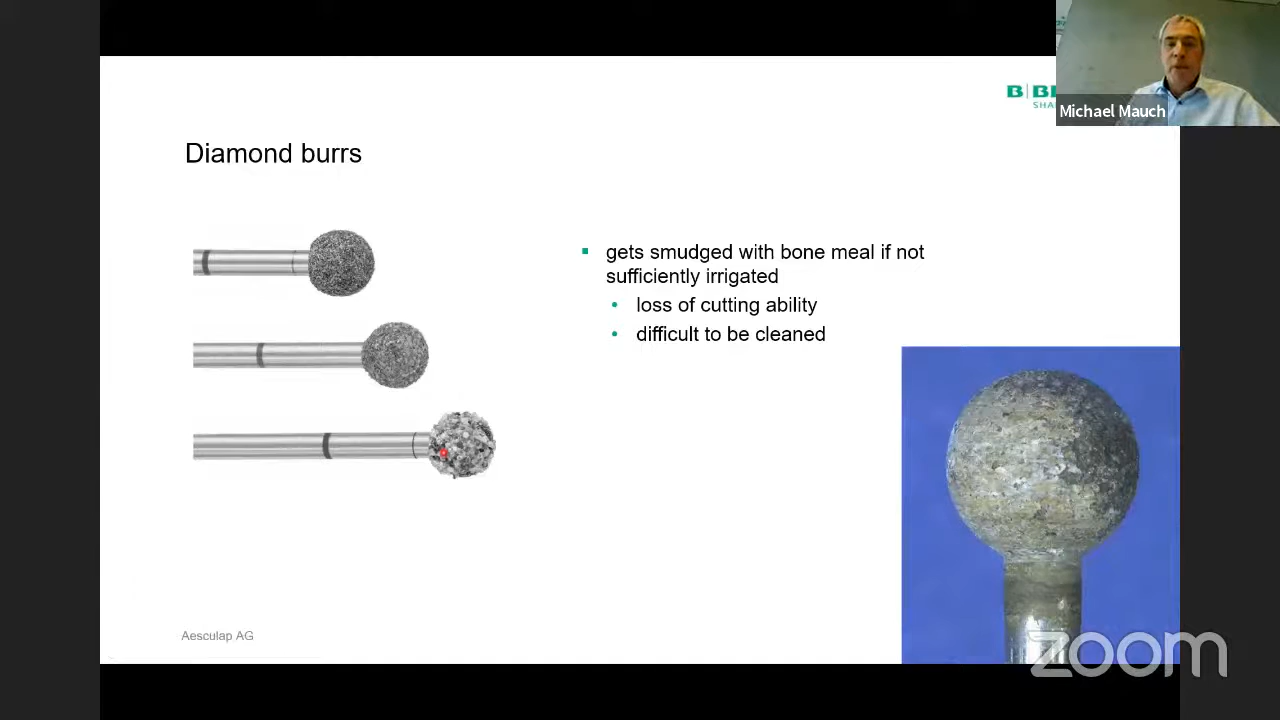 Michael Mauch
Diamond burrs
gets smudged with bone meal if not
sufficiently irrigated
loss of cutting ability
difficult to be cleaned
Aesculap AG
zoom